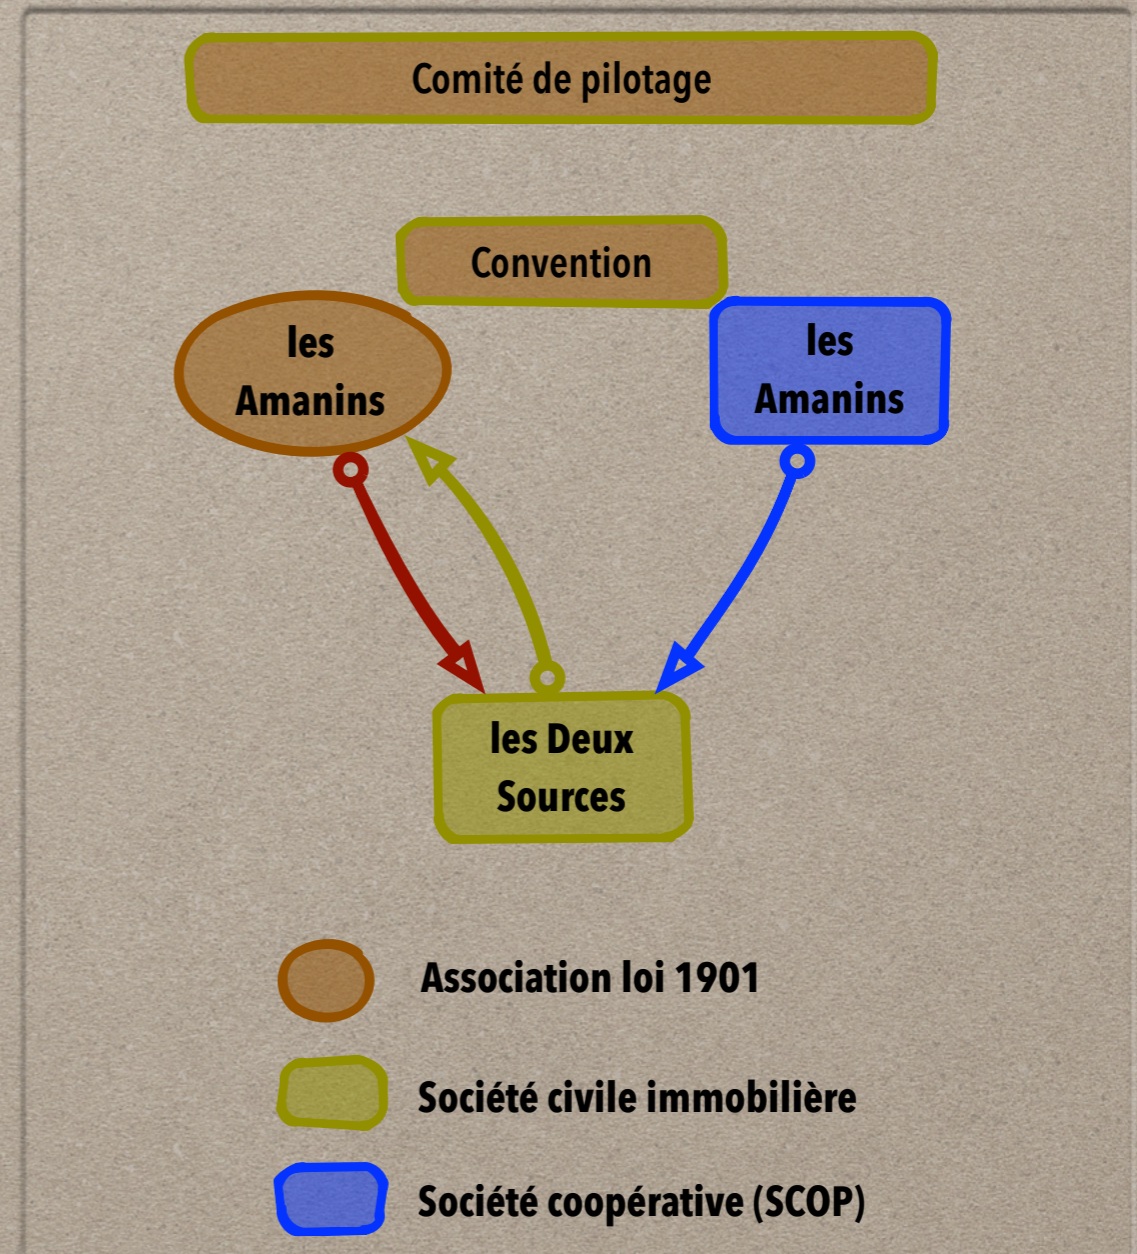 Comité de pilotage
Convention
les
Amanins
les
Amanins
les Deux
Sources
Association loi 1901
Société civile immobilière
Société coopérative (SCOP)